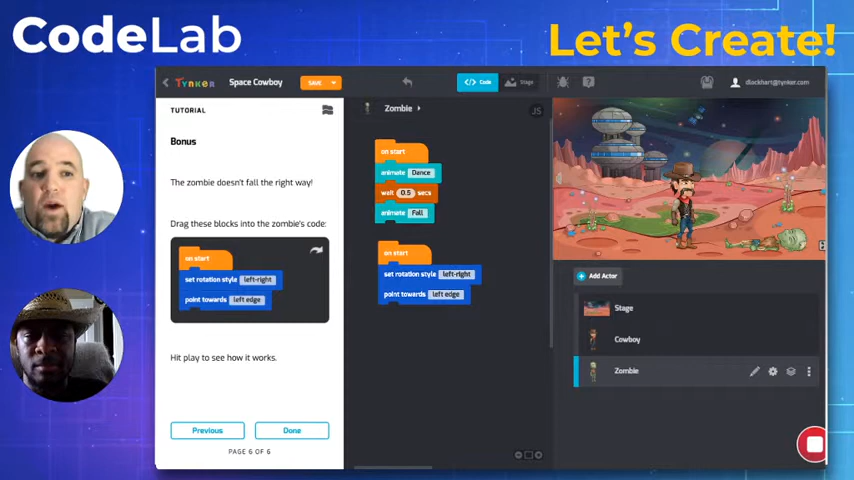 CodeLab
Let's Create!
TYNKER
Space Cowboy
SAVE
</> Code
Stage
dlockhart@tynker.com
TUTORIAL
Bonus
The zombie doesn't fall the right way!
Drag these blocks into the zombie's code:
on start
set rotation style left-right
point towards left edge
Hit play to see how it works.
Previous
Done
PAGE 6 OF 6
Zombie
JS
on start
animate Dance
wait 0.5 secs
animate Fall
on start
set rotation style left-right
point towards left edge
Add Actor
Stage
Cowboy
Zombie